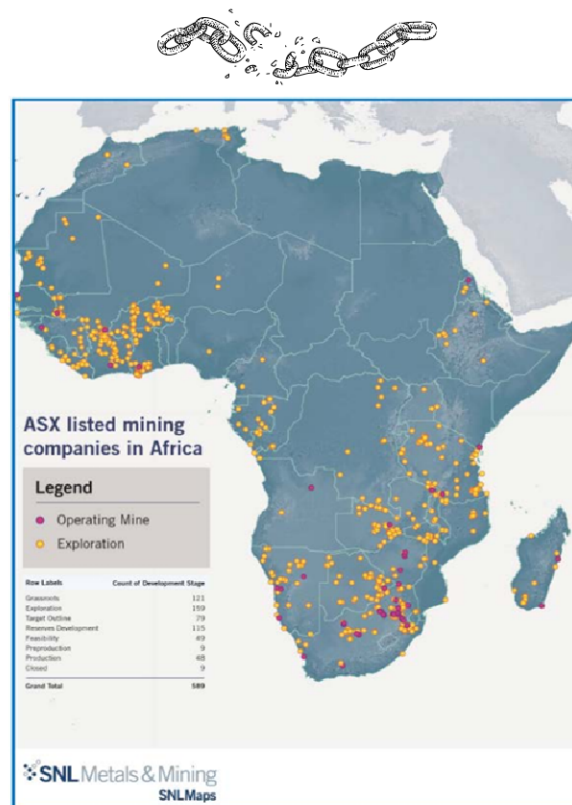 ASX listed mining
companies in Africa
Legend
Operating Mine
Exploration
Row Labels Count of Development Stage
Grassroots 121
Exploration 159
Target Outline 79
Reserves Development 115
Feasibility 49
Preproduction 9
Production 48
Closed 9
Grand Total 589
SNL Metals & Mining
SNLMaps